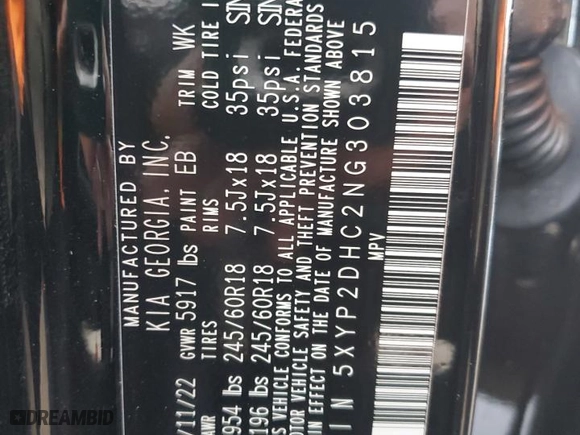 MANUFACTURED BY
KIA GEORGIA, INC.
/11/22 GVWR 5917 lbs PAINT EB TRIM WK
AWR TIRES RIMS COLD TIRE
954 lbs 245/60R18 7.5Jx18 35psi SIN
196 lbs 245/60R18 7.5Jx18 35psi SIN
VEHICLE CONFORMS TO ALL APPLICABLE U.S.A. FEDERA
VEHICLE SAFETY AND THEFT PREVENTION STANDARDS
IN EFFECT ON THE DATE OF MANUFACTURE SHOWN ABOVE
IN 5XYP2DHC2NG303815
MPV
DREAMBID